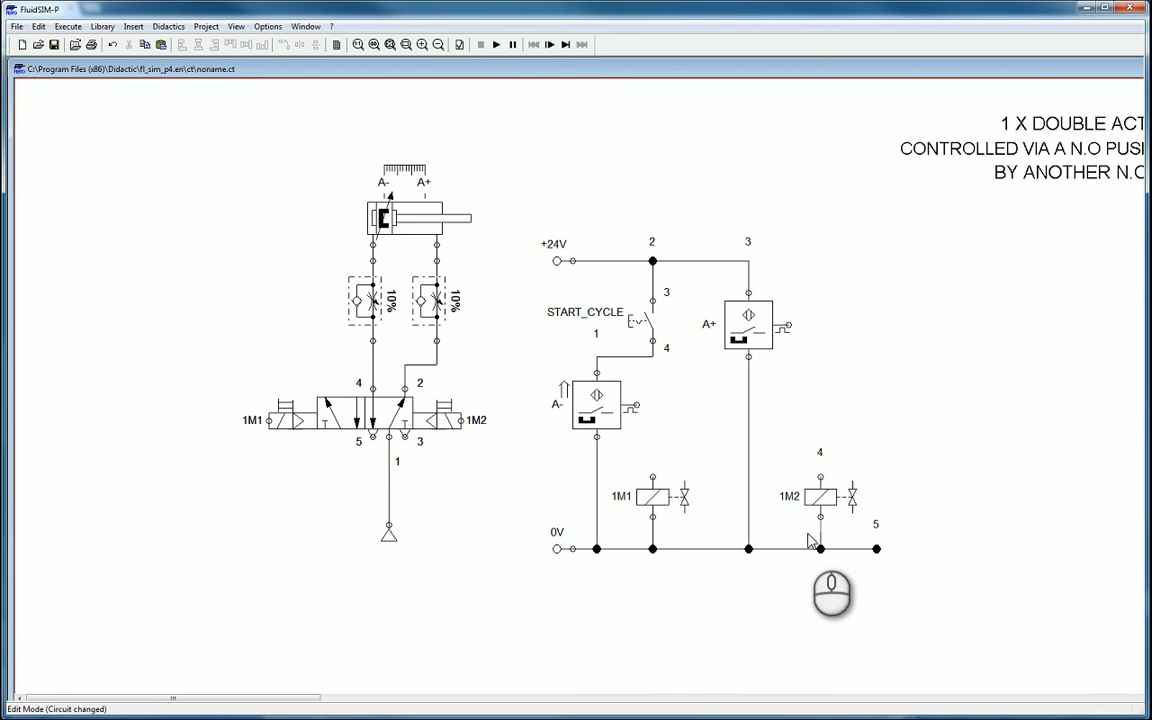 FluidSIM-P
File Edit Execute Library Insert Didactics Project View Options Window ?
C:\Program Files (x86)\Didactic\fl_sim_p4.en\ct\noname.ct
1 X DOUBLE ACT
CONTROLLED VIA A N.O PUS
BY ANOTHER N.O
A- A+
+24V 2 3
10% 10%
3
START_CYCLE
1
A+
4
4 2
A-
1M1 1M2
5 3
1
4
1M1 1M2
5
0V
Edit Mode (Circuit changed)